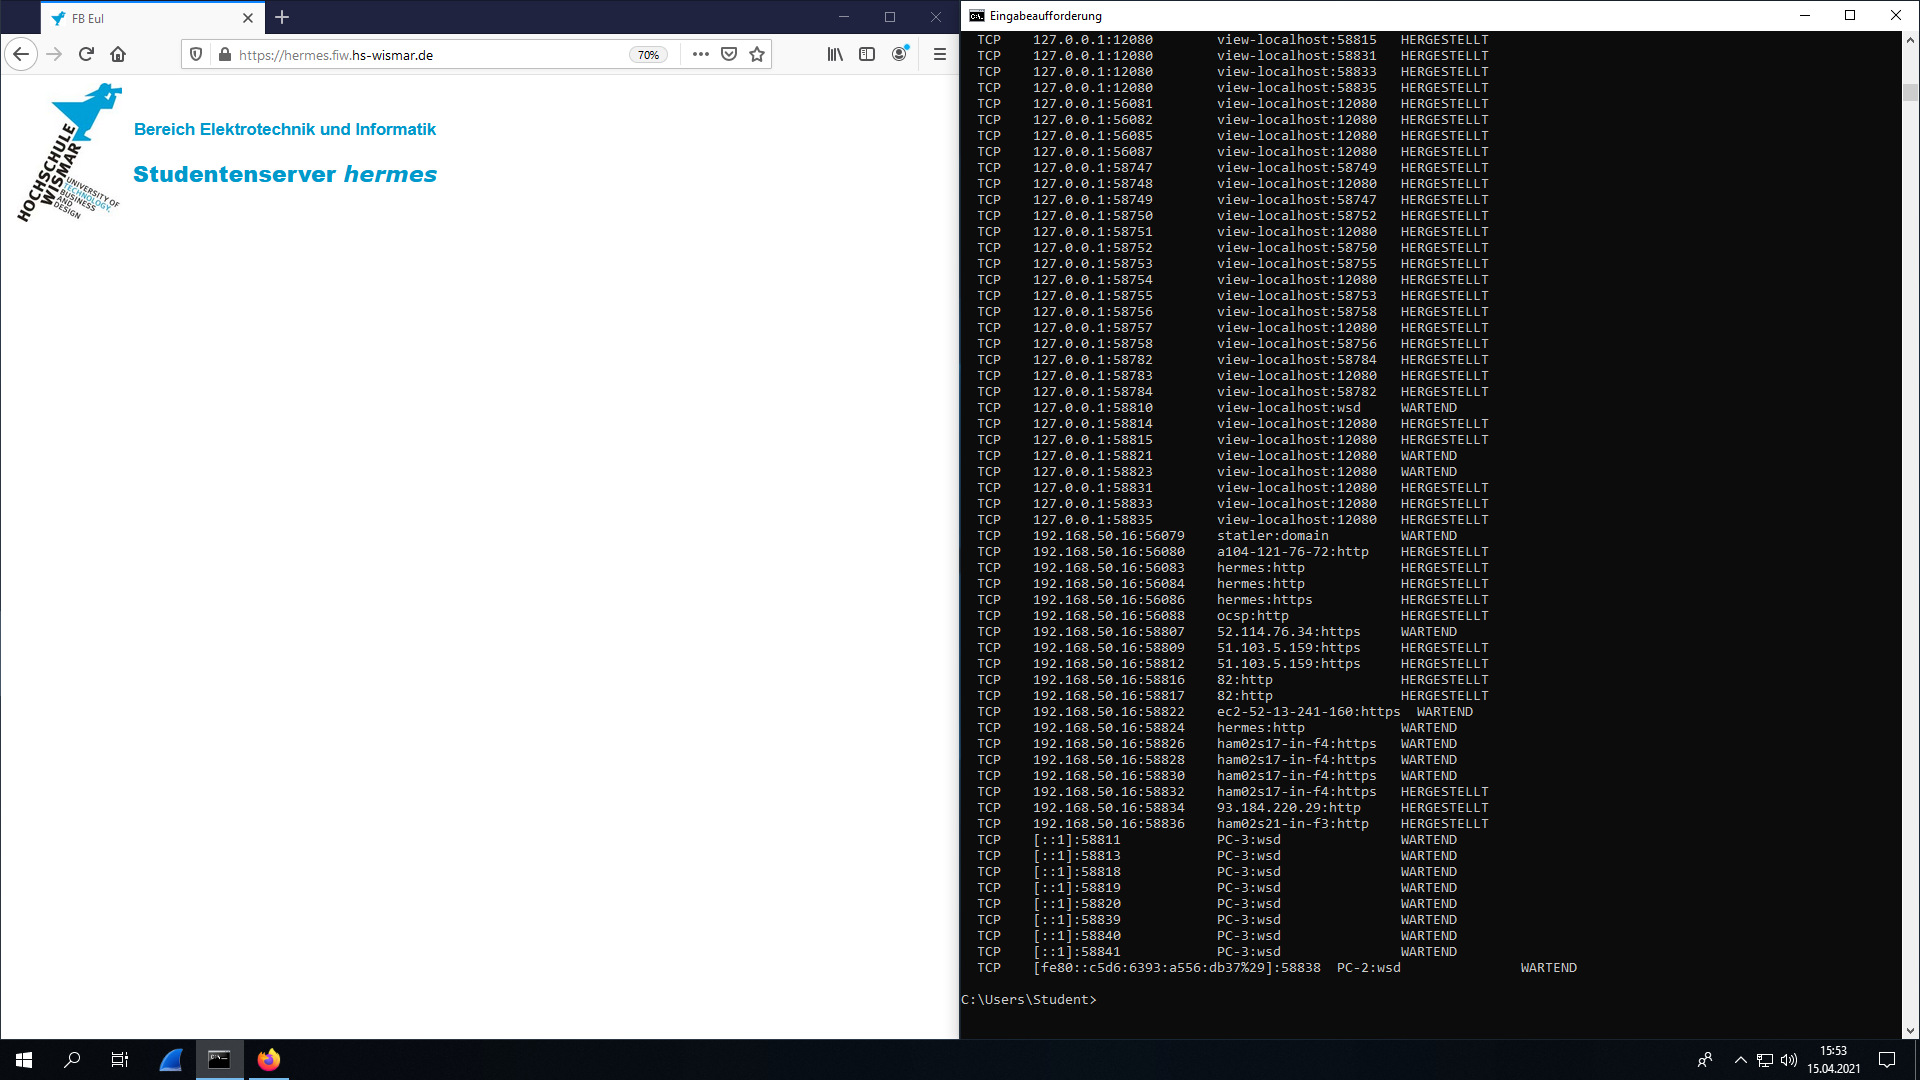 FB EuI
https://hermes.fiw.hs-wismar.de
70%
HOCHSCHULE
WISMAR
UNIVERSITY OF
TECHNOLOGY,
BUSINESS
AND
DESIGN
Bereich Elektrotechnik und Informatik
Studentenserver hermes
Eingabeaufforderung
TCP 127.0.0.1:12080 view-localhost:58815 HERGESTELLT
TCP 127.0.0.1:12080 view-localhost:58831 HERGESTELLT
TCP 127.0.0.1:12080 view-localhost:58833 HERGESTELLT
TCP 127.0.0.1:12080 view-localhost:58835 HERGESTELLT
TCP 127.0.0.1:56081 view-localhost:12080 HERGESTELLT
TCP 127.0.0.1:56082 view-localhost:12080 HERGESTELLT
TCP 127.0.0.1:56085 view-localhost:12080 HERGESTELLT
TCP 127.0.0.1:56087 view-localhost:12080 HERGESTELLT
TCP 127.0.0.1:58747 view-localhost:58749 HERGESTELLT
TCP 127.0.0.1:58748 view-localhost:12080 HERGESTELLT
TCP 127.0.0.1:58749 view-localhost:58747 HERGESTELLT
TCP 127.0.0.1:58750 view-localhost:58752 HERGESTELLT
TCP 127.0.0.1:58751 view-localhost:12080 HERGESTELLT
TCP 127.0.0.1:58752 view-localhost:58750 HERGESTELLT
TCP 127.0.0.1:58753 view-localhost:58755 HERGESTELLT
TCP 127.0.0.1:58754 view-localhost:12080 HERGESTELLT
TCP 127.0.0.1:58755 view-localhost:58753 HERGESTELLT
TCP 127.0.0.1:58756 view-localhost:58758 HERGESTELLT
TCP 127.0.0.1:58757 view-localhost:12080 HERGESTELLT
TCP 127.0.0.1:58758 view-localhost:58756 HERGESTELLT
TCP 127.0.0.1:58782 view-localhost:58784 HERGESTELLT
TCP 127.0.0.1:58783 view-localhost:12080 HERGESTELLT
TCP 127.0.0.1:58784 view-localhost:58782 HERGESTELLT
TCP 127.0.0.1:58810 view-localhost:wsd WARTEND
TCP 127.0.0.1:58814 view-localhost:12080 HERGESTELLT
TCP 127.0.0.1:58815 view-localhost:12080 HERGESTELLT
TCP 127.0.0.1:58821 view-localhost:12080 WARTEND
TCP 127.0.0.1:58823 view-localhost:12080 WARTEND
TCP 127.0.0.1:58831 view-localhost:12080 HERGESTELLT
TCP 127.0.0.1:58833 view-localhost:12080 HERGESTELLT
TCP 127.0.0.1:58835 view-localhost:12080 HERGESTELLT
TCP 192.168.50.16:56079 statler:domain WARTEND
TCP 192.168.50.16:56080 a104-121-76-72:http HERGESTELLT
TCP 192.168.50.16:56083 hermes:http HERGESTELLT
TCP 192.168.50.16:56084 hermes:http HERGESTELLT
TCP 192.168.50.16:56086 hermes:https HERGESTELLT
TCP 192.168.50.16:56088 ocsp:http HERGESTELLT
TCP 192.168.50.16:58807 52.114.76.34:https WARTEND
TCP 192.168.50.16:58809 51.103.5.159:https HERGESTELLT
TCP 192.168.50.16:58812 51.103.5.159:https HERGESTELLT
TCP 192.168.50.16:58816 82:http HERGESTELLT
TCP 192.168.50.16:58817 82:http HERGESTELLT
TCP 192.168.50.16:58822 ec2-52-13-241-160:https WARTEND
TCP 192.168.50.16:58824 hermes:http WARTEND
TCP 192.168.50.16:58826 ham02s17-in-f4:https WARTEND
TCP 192.168.50.16:58828 ham02s17-in-f4:https WARTEND
TCP 192.168.50.16:58830 ham02s17-in-f4:https WARTEND
TCP 192.168.50.16:58832 ham02s17-in-f4:https HERGESTELLT
TCP 192.168.50.16:58834 93.184.220.29:http HERGESTELLT
TCP 192.168.50.16:58836 ham02s21-in-f3:http HERGESTELLT
TCP [::1]:58811 PC-3:wsd WARTEND
TCP [::1]:58813 PC-3:wsd WARTEND
TCP [::1]:58818 PC-3:wsd WARTEND
TCP [::1]:58819 PC-3:wsd WARTEND
TCP [::1]:58820 PC-3:wsd WARTEND
TCP [::1]:58839 PC-3:wsd WARTEND
TCP [::1]:58840 PC-3:wsd WARTEND
TCP [::1]:58841 PC-3:wsd WARTEND
TCP [fe80::c5d6:6393:a556:db37%29]:58838 PC-2:wsd WARTEND
C:\Users\Student>
15:53
15.04.2021